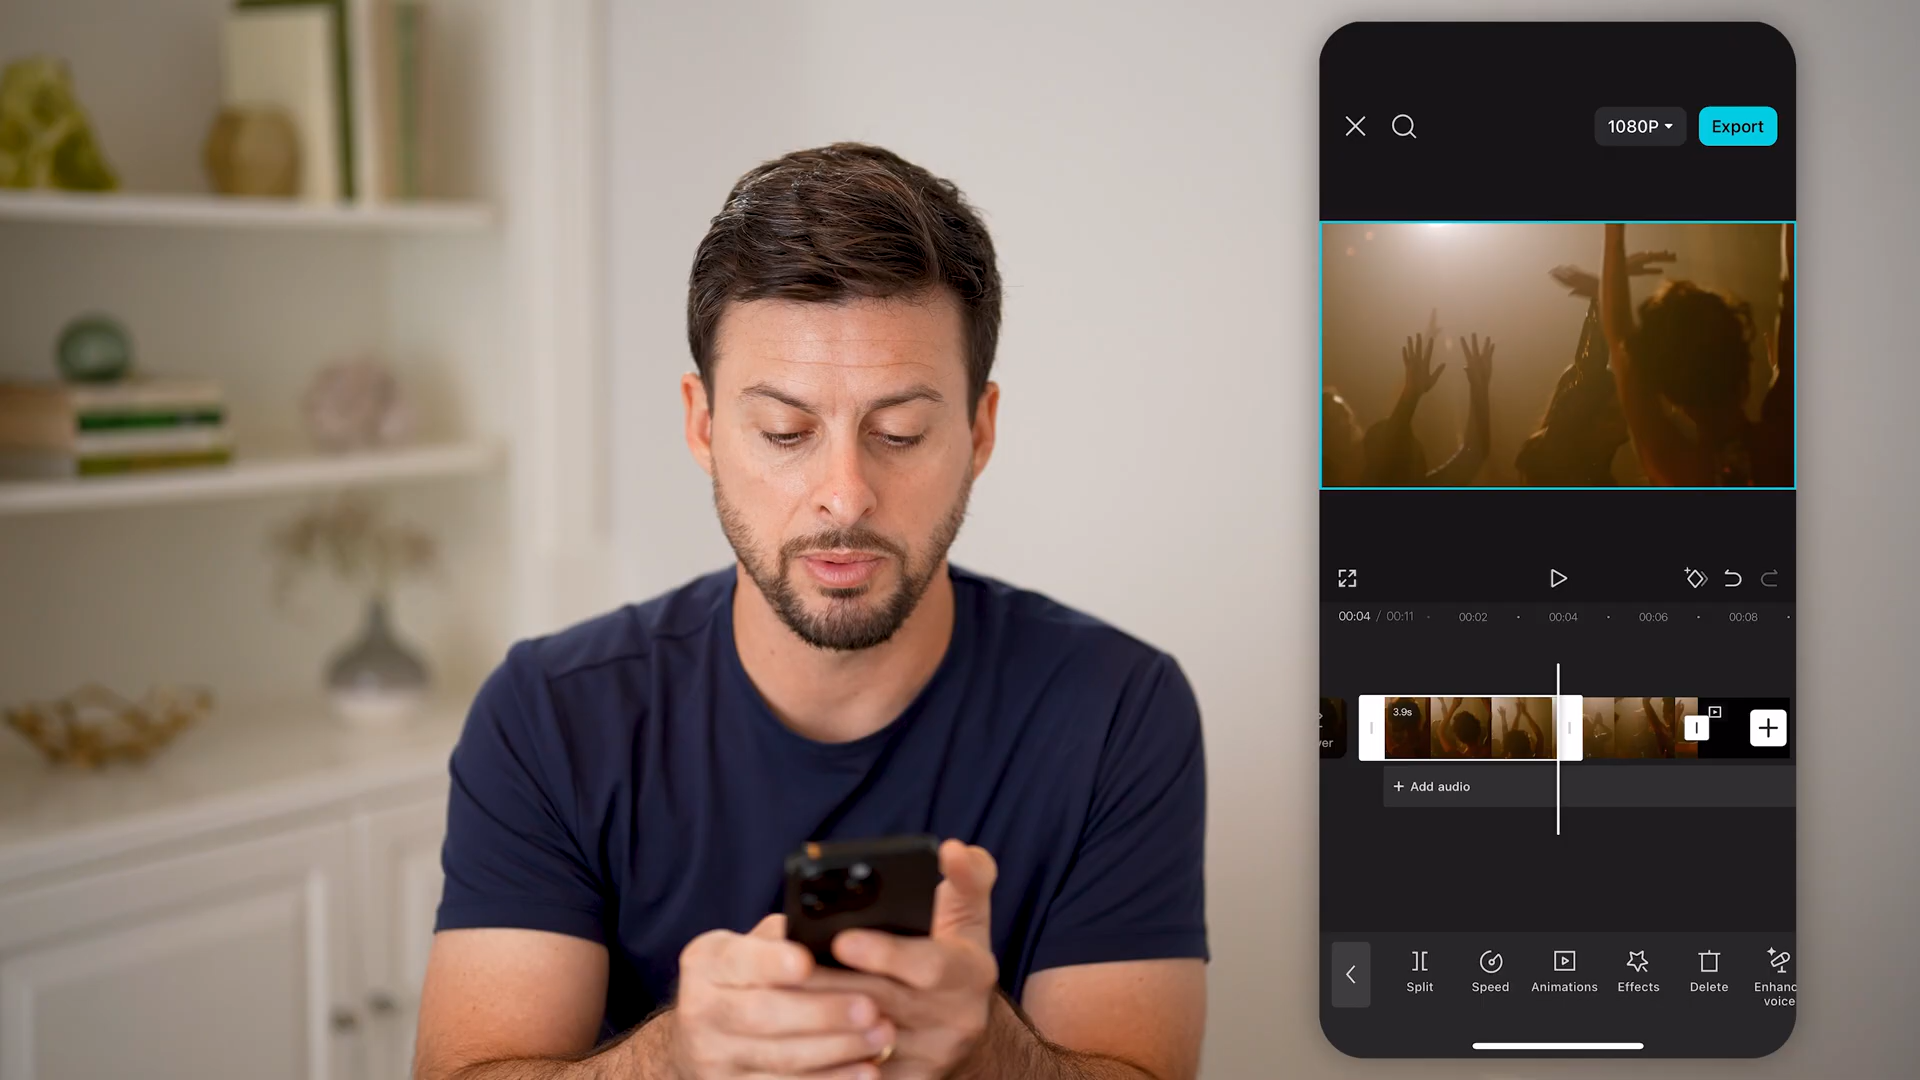 1080P
Export
00:04 / 00:11
00:02
00:04
00:06
00:08
3.9s
ver
+ Add audio
Split
Speed
Animations
Effects
Delete
Enhanc
voice